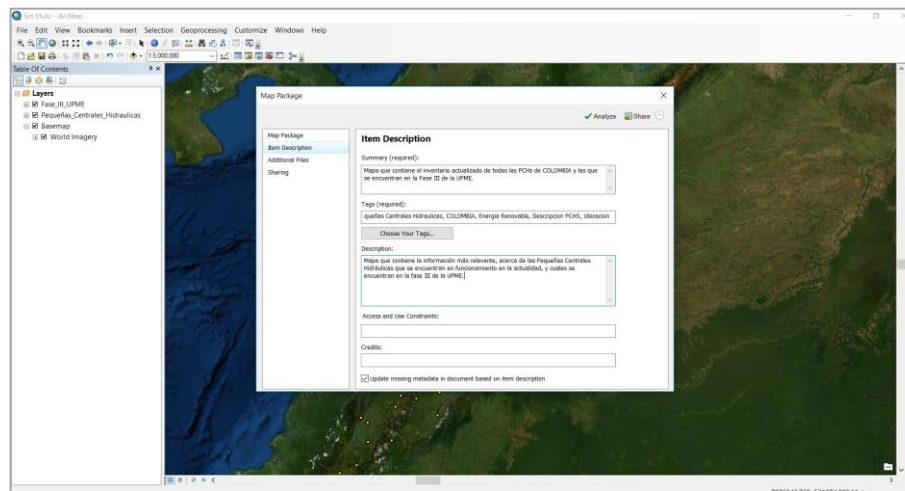 Sin título - ArcMap
File Edit View Bookmarks Insert Selection Geoprocessing Customize Windows Help
1:5.000.000
Table Of Contents
Layers
Fase_III_UPME
Pequeñas_Centrales_Hidraulicas
Basemap
World Imagery
Map Package
Analyze Share
Map Package
Item Description
Additional Files
Sharing
Item Description
Summary (required):
Mapa que contiene el inventario actualizado de todas las PCHs de COLOMBIA y las que
se encuentran en la Fase III de la UPME.
Tags (required):
queñas Centrales Hidraulicas, COLOMBIA, Energia Renovable, Descripcion PCHS, Ubicacion
Choose Your Tags...
Description:
Mapa que contiene la información más relevante, acerca de las Pequeñas Centrales
Hidráulicas que se encuentran en funcionamiento en la actualidad, y cuales se
encuentran en la fase III de la UPME.
Access and Use Constraints:
Credits:
Update missing metadata in document based on item description